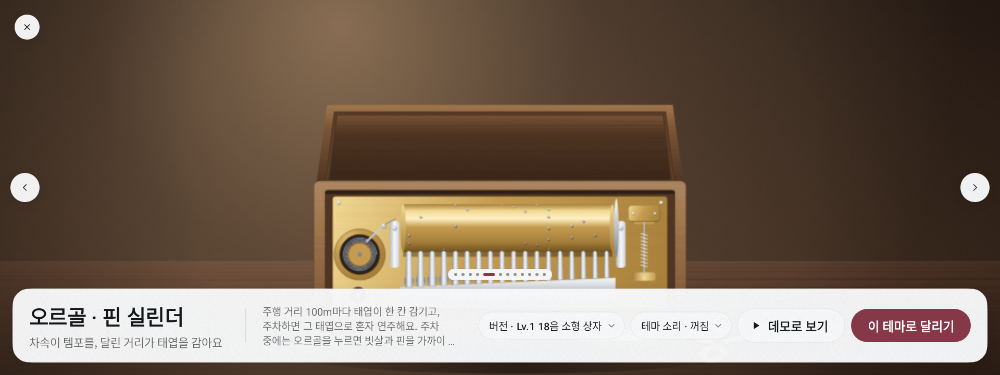 오르골 · 핀 실린더
차속이 템포를, 달린 거리가 태엽을 감아요
주행 거리 100m마다 태엽이 한 칸 감기고,
주차하면 그 태엽으로 혼자 연주해요. 주차
중에는 오르골을 누르면 빗살과 핀을 가까이 ...
버전 · Lv.1 18음 소형 상자
테마 소리 · 꺼짐
데모로 보기
이 테마로 달리기